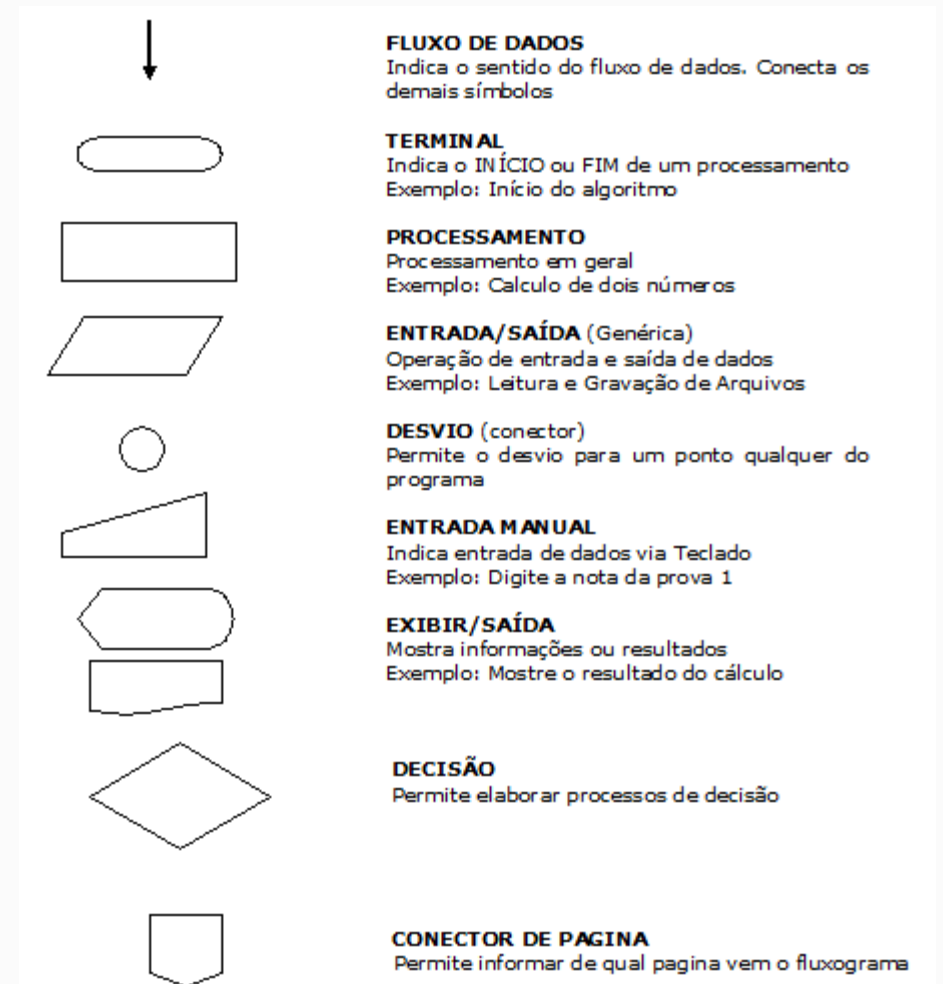 FLUXO DE DADOS
Indica o sentido do fluxo de dados. Conecta os
demais símbolos
TERMINAL
Indica o INÍCIO ou FIM de um processamento
Exemplo: Início do algoritmo
PROCESSAMENTO
Processamento em geral
Exemplo: Calculo de dois números
ENTRADA/SAÍDA (Genérica)
Operação de entrada e saída de dados
Exemplo: Leitura e Gravação de Arquivos
DESVIO (conector)
Permite o desvio para um ponto qualquer do
programa
ENTRADA MANUAL
Indica entrada de dados via Teclado
Exemplo: Digite a nota da prova 1
EXIBIR/SAÍDA
Mostra informações ou resultados
Exemplo: Mostre o resultado do cálculo
DECISÃO
Permite elaborar processos de decisão
CONECTOR DE PAGINA
Permite informar de qual pagina vem o fluxograma